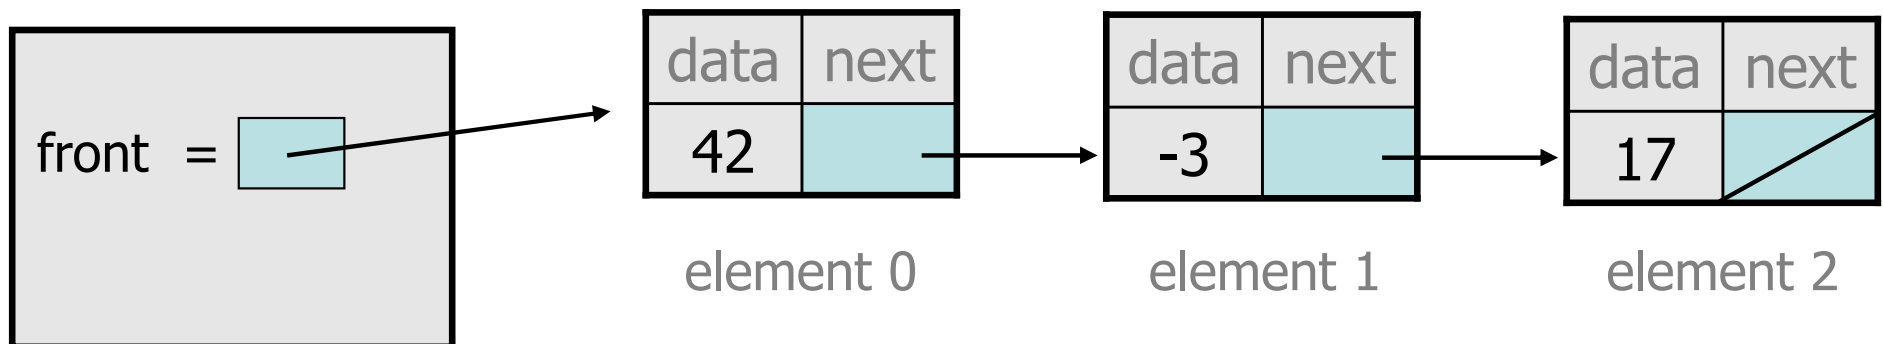 data next data next data next
front =
42 -3 17
element 0 element 1 element 2